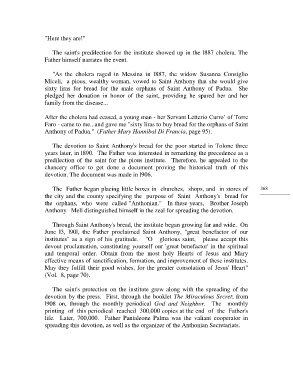 "Here they are!"
The saint's predilection for the institute showed up in the 1887 cholera. The
Father himself narrates the event.
"As the cholera raged in Messina in 1887, the widow Susanna Consiglio
Miceli, a pious, wealthy woman, vowed to Saint Anthony that she would give
sixty liras for bread for the male orphans of Saint Anthony of Padua. She
pledged her donation in honor of the saint, providing he spared her and her
family from the disease...
After the cholera had ceased, a young man - her Servant Letterio Curro' of Torre
Faro - came to me.. and gave me "sixty liras to buy bread for the orphans of Saint
Anthony of Padua." (Father Mary Hannibal Di Francia, page 95).
The devotion to Saint Anthony's bread for the poor started in Tolone three
years later, in 1890. The Father was interested in remarking the precedence as a
predilection of the saint for the pious institute. Therefore, he appealed to the
chancery office to get done a document proving the historical truth of this
devotion. The document was made in 1906.
The Father began placing little boxes in churches, shops, and in stores of
the city and the county specifying the purpose of Saint Anthony's bread for
the orphans, who were called "Anthonian." In these years, Brother Joseph
Anthony Meli distinguished himself in the zeal for spreading the devotion.
Through Saint Anthony's bread, the institute began growing far and wide. On
June 13, 1901, the Father proclaimed Saint Anthony, "great benefactor of our
institutes" as a sign of his gratitude. "O glorious saint, please accept this
devout proclamation, constituting yourself our 'great benefactor' in the spiritual
and temporal order. Obtain from the most holy Hearts of Jesus and Mary
effective means of sanctification, formation, and improvement of these institutes.
May they fulfill their good wishes, for the greater consolation of Jesus' Heart"
(Vol. 8, page 70).
The saint's protection on the institute grew along with the spreading of the
devotion by the press. First, through the booklet The Miraculous Secret; from
1908 on, through the monthly periodical God and Neighbor. The monthly
printing of this periodical reached 300,000 copies at the end of the Father's
life. Later, 700,000. Father Pantaleone Palma was the valiant cooperator in
spreading this devotion, as well as the organizer of the Anthonian Secretariats.